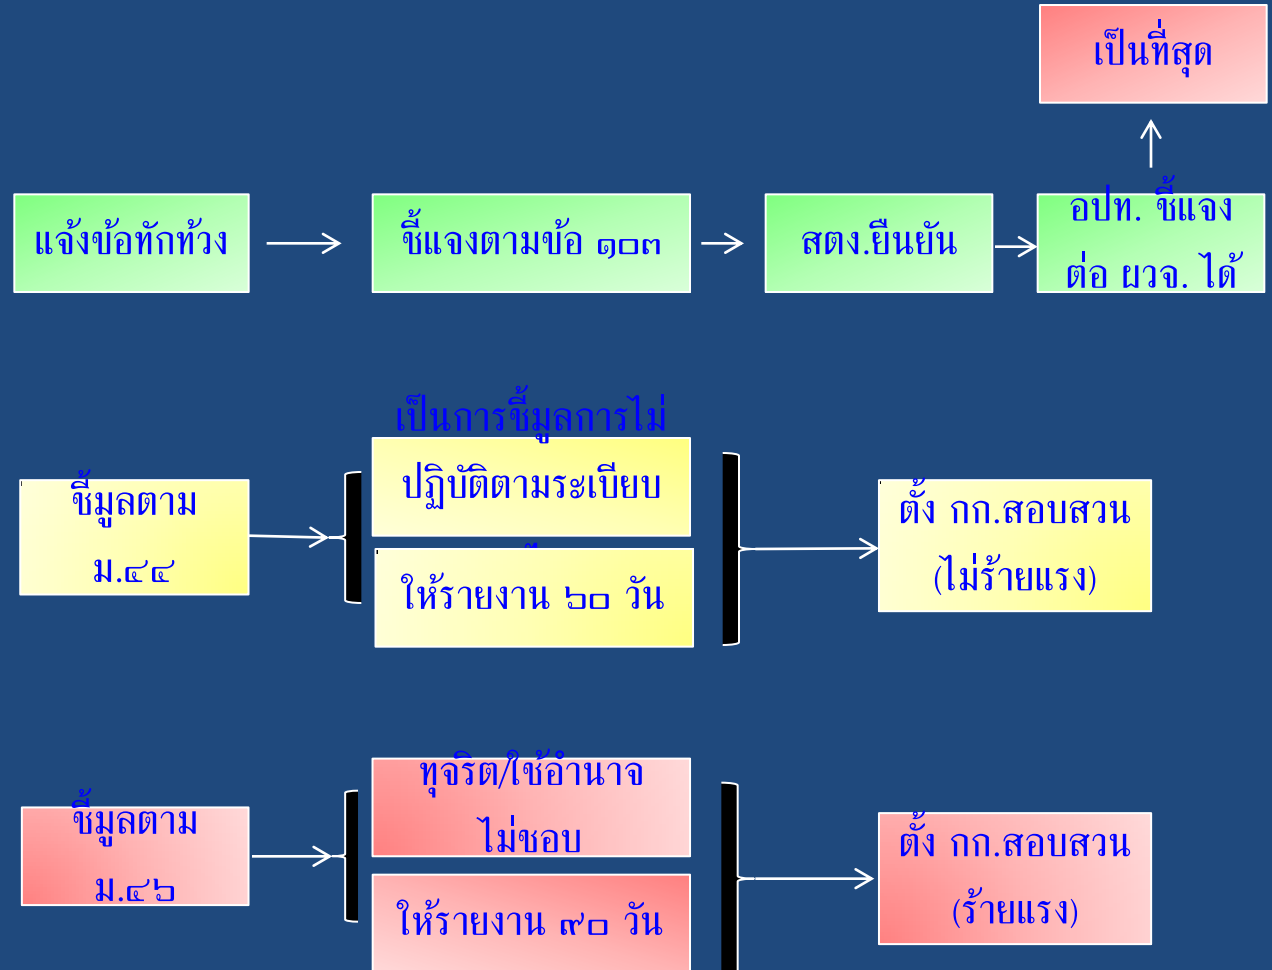 เป็นที่สุด
แจ้งข้อทักท้วง
ชี้แจงตามข้อ ๑๐๓
สตง.ยืนยัน
อปท. ชี้แจง
ต่อ ผวจ. ได้
ชี้มูลตาม
ม.๔๔
เป็นการชี้มูลการไม่
ปฏิบัติตามระเบียบ
ให้รายงาน ๖๐ วัน
ตั้ง กก.สอบสวน
(ไม่ร้ายแรง)
ชี้มูลตาม
ม.๔๖
ทุจริต/ใช้อำนาจ
ไม่ชอบ
ให้รายงาน ๙๐ วัน
ตั้ง กก.สอบสวน
(ร้ายแรง)